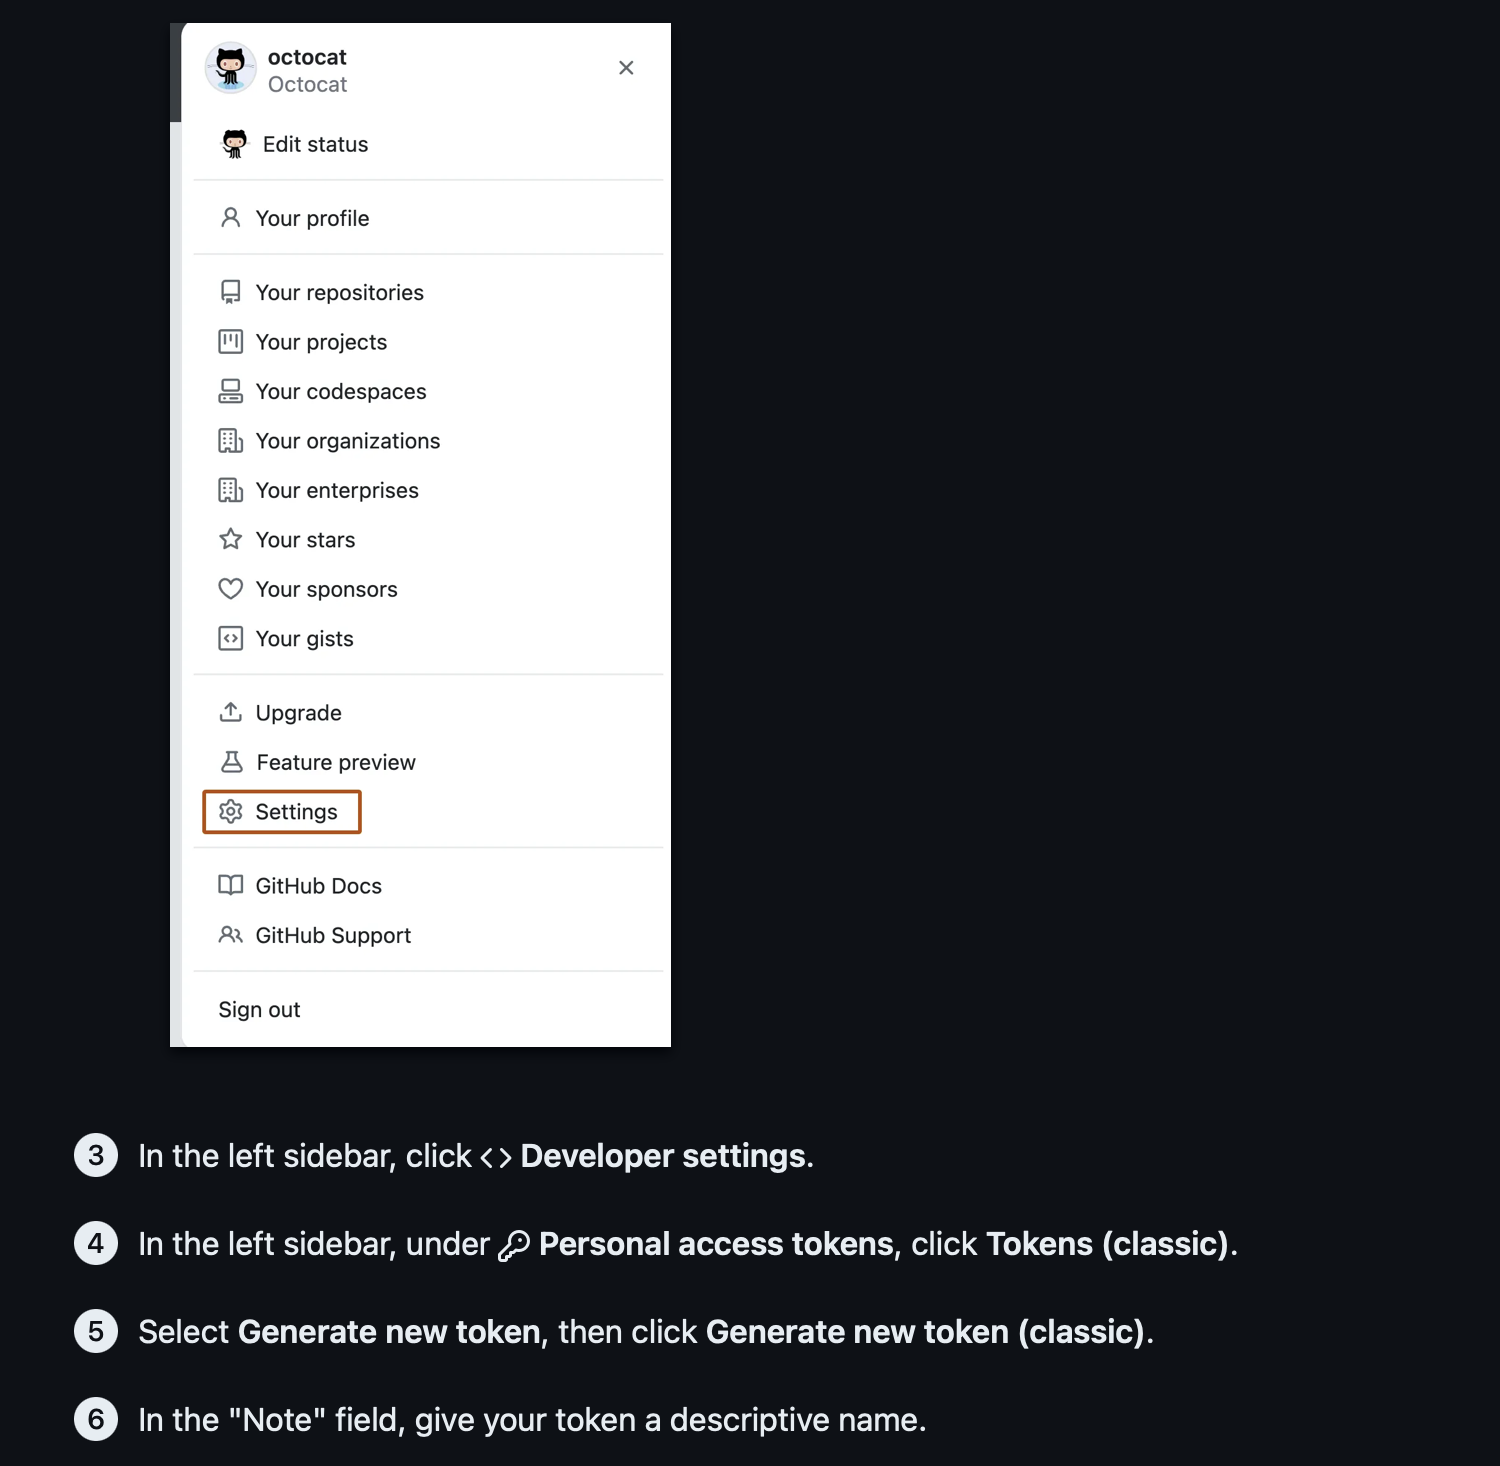 octocat
Octocat
Edit status
Your profile
Your repositories
Your projects
Your codespaces
Your organizations
Your enterprises
Your stars
Your sponsors
Your gists
Upgrade
Feature preview
Settings
GitHub Docs
GitHub Support
Sign out
3 In the left sidebar, click <> Developer settings.
4 In the left sidebar, under Personal access tokens, click Tokens (classic).
5 Select Generate new token, then click Generate new token (classic).
6 In the "Note" field, give your token a descriptive name.